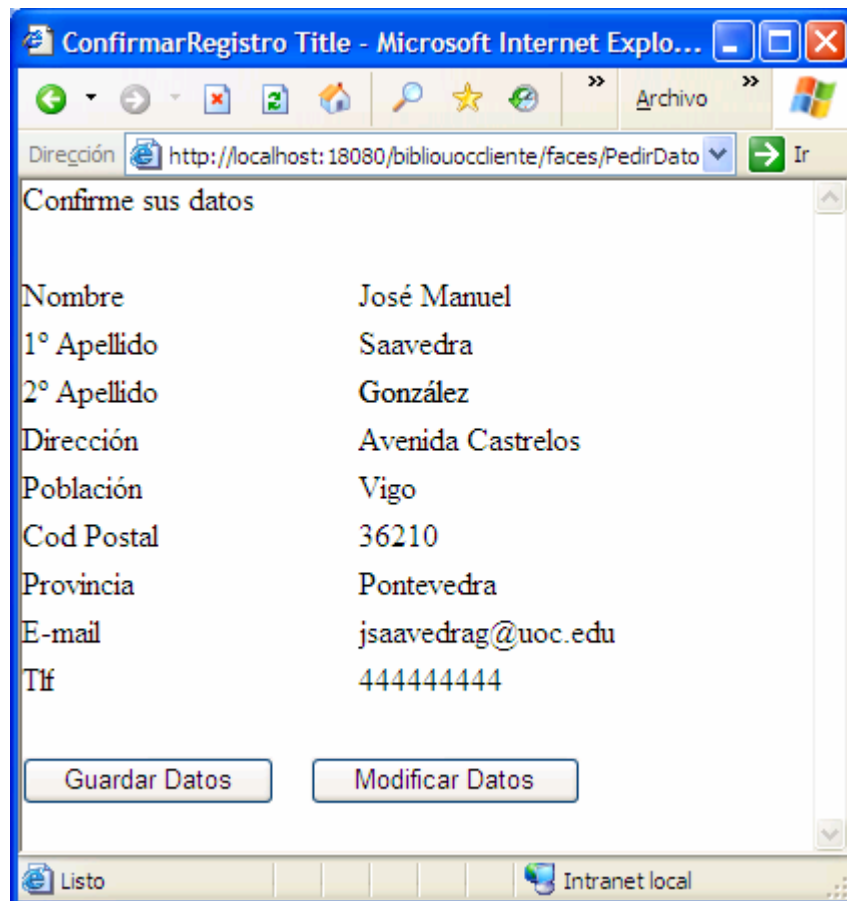 ConfirmarRegistro Title - Microsoft Internet Explo...
» Archivo »
Dirección http://localhost:18080/bibliouoccliente/faces/PedirDato Ir
Confirme sus datos
Nombre José Manuel
1º Apellido Saavedra
2º Apellido González
Dirección Avenida Castrelos
Población Vigo
Cod Postal 36210
Provincia Pontevedra
E-mail jsaavedrag@uoc.edu
Tlf 444444444
Guardar Datos Modificar Datos
Listo Intranet local